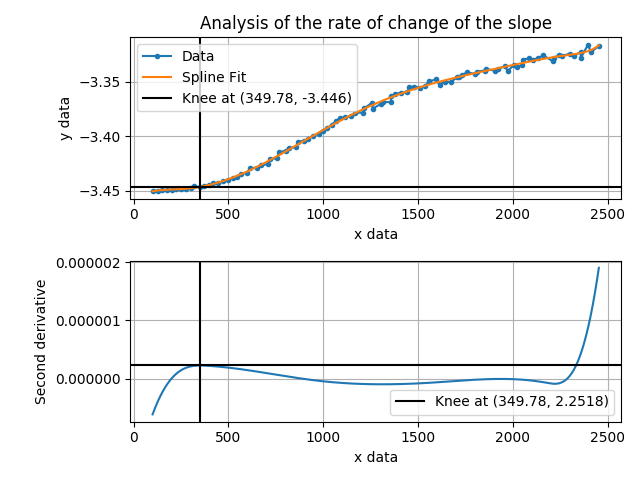 Analysis of the rate of change of the slope
Data
Spline Fit
Knee at (349.78, -3.446)
y data
−3.35
−3.40
−3.45
0 500 1000 1500 2000 2500
x data
Second derivative
0.000002
0.000001
0.000000
Knee at (349.78, 2.2518)
0 500 1000 1500 2000 2500
x data